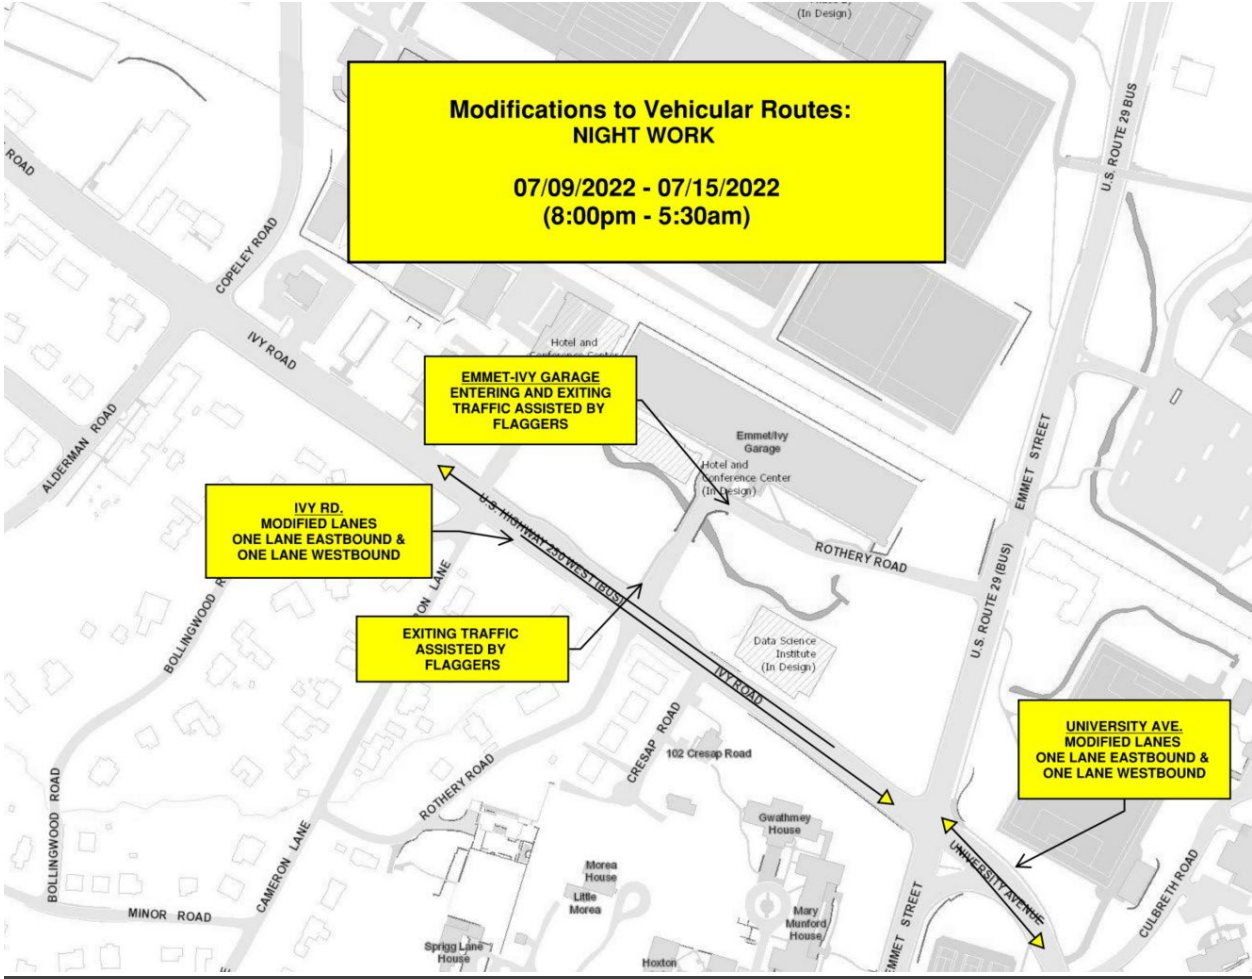 (In Design)
Modifications to Vehicular Routes:
NIGHT WORK
07/09/2022 - 07/15/2022
(8:00pm - 5:30am)
U.S. ROUTE 29 BUS
ROAD
COPELEY ROAD
IVY ROAD
ALDERMAN ROAD
Hotel and
Conference Center
EMMET-IVY GARAGE
ENTERING AND EXITING
TRAFFIC ASSISTED BY
FLAGGERS
Emmet/Ivy
Garage
Hotel and
Conference Center
(In Design)
EMMET STREET
IVY RD.
MODIFIED LANES
ONE LANE EASTBOUND &
ONE LANE WESTBOUND
U.S. HIGHWAY 250 WEST (BUS)
ROTHERY ROAD
U.S. ROUTE 29 (BUS)
BOLLINGWOOD
LANE
EXITING TRAFFIC
ASSISTED BY
FLAGGERS
Data Science
Institute
(In Design)
IVY ROAD
UNIVERSITY AVE.
MODIFIED LANES
ONE LANE EASTBOUND &
ONE LANE WESTBOUND
CRESAP ROAD
102 Cresap Road
ROTHERY ROAD
BOLLINGWOOD ROAD
CAMERON LANE
Gwathmey
House
UNIVERSITY AVENUE
CULBRETH ROAD
Morea
House
Little
Morea
MINOR ROAD
Mary
Munford
House
EMMET STREET
Sprigg Lane
House
Hoxton